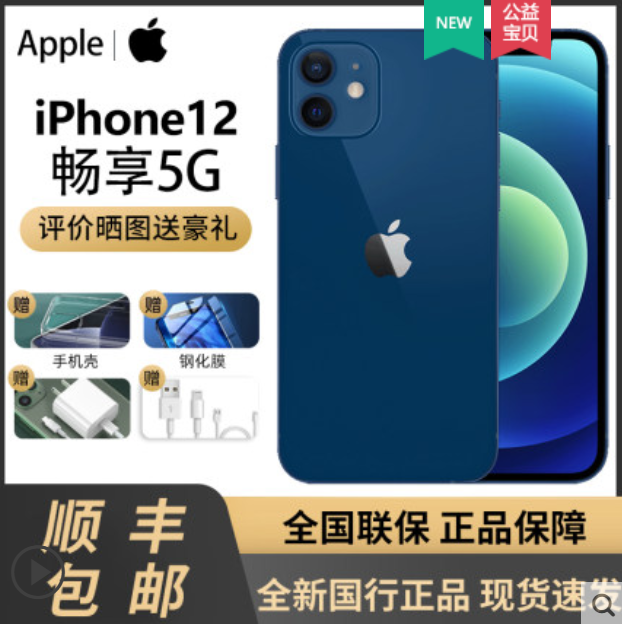 Apple
NEW
公益
宝贝
iPhone12
畅享5G
评价晒图送豪礼
赠
赠
手机壳
钢化膜
赠
赠
顺丰
包邮
全国联保 正品保障
全新国行正品 现货速发